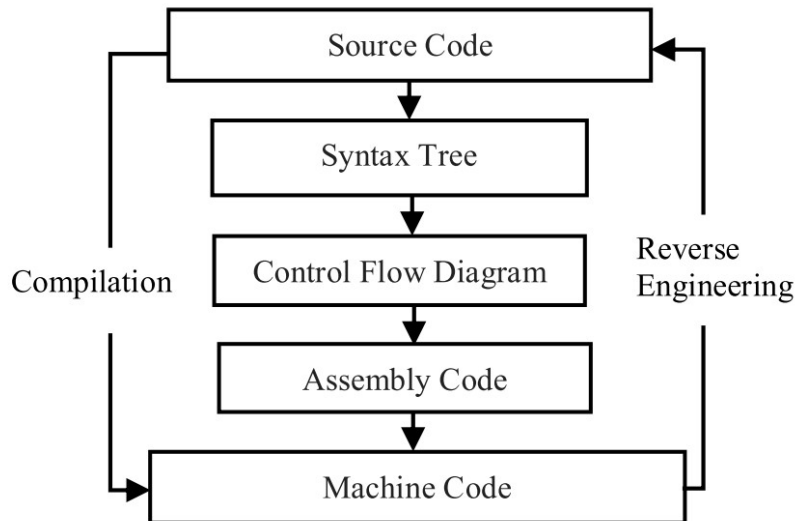 Source Code
Syntax Tree
Control Flow Diagram
Compilation
Reverse
Engineering
Assembly Code
Machine Code